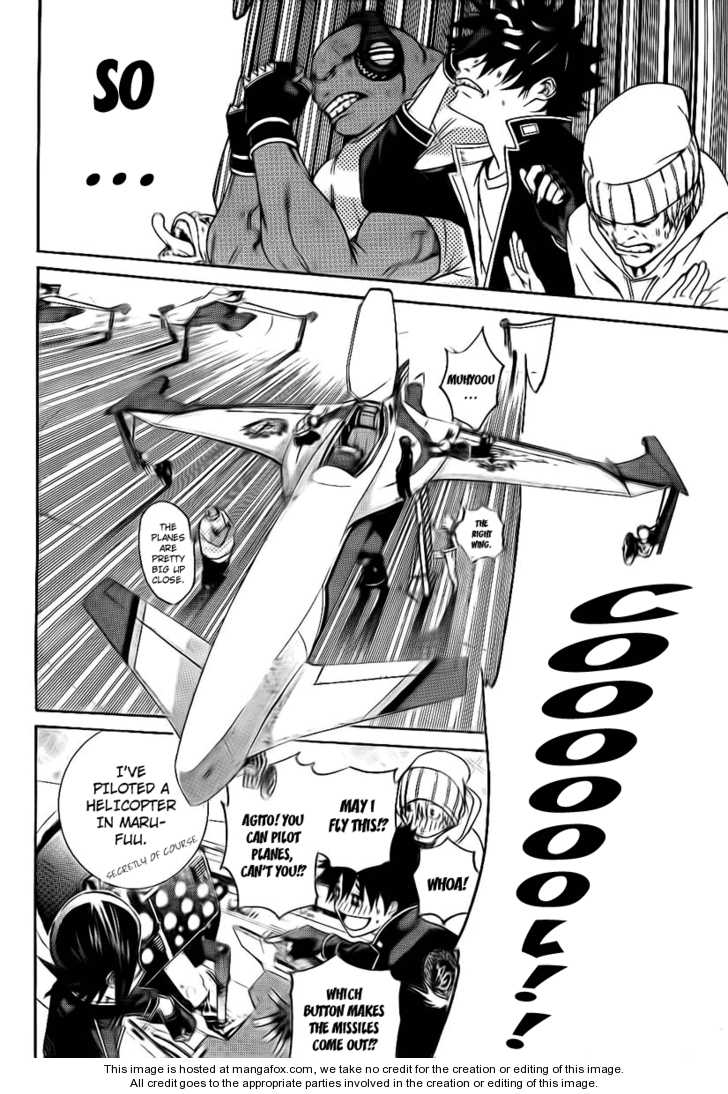 SO
...
MUHYOOU
...
THE
PLANES
ARE
PRETTY
BIG UP
CLOSE.
THE
RIGHT
WING.
COOOOOOL!!
I'VE
PILOTED A
HELICOPTER
IN MARU-
FUU.
SECRETLY OF COURSE
AGITO! YOU
CAN PILOT
PLANES,
CAN'T YOU!?
MAY I
FLY THIS!?
WHOA!
WHICH
BUTTON MAKES
THE MISSILES
COME OUT!?
This image is hosted at mangafox.com, we take no credit for the creation or editing of this image.
All credit goes to the appropriate parties involved in the creation or editing of this image.